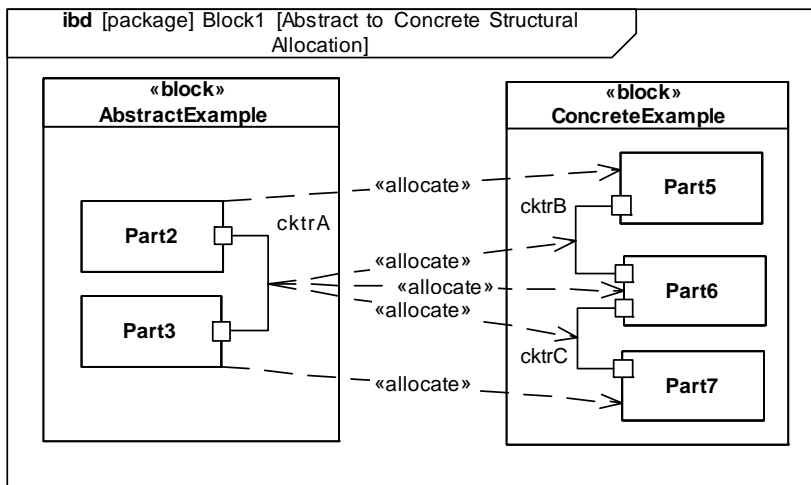 ibd [package] Block1 [Abstract to Concrete Structural
Allocation]
«block»
AbstractExample
«block»
ConcreteExample
«allocate»
Part5
cktrA
cktrB
Part2
«allocate»
«allocate»
Part6
«allocate»
Part3
cktrC
«allocate»
Part7